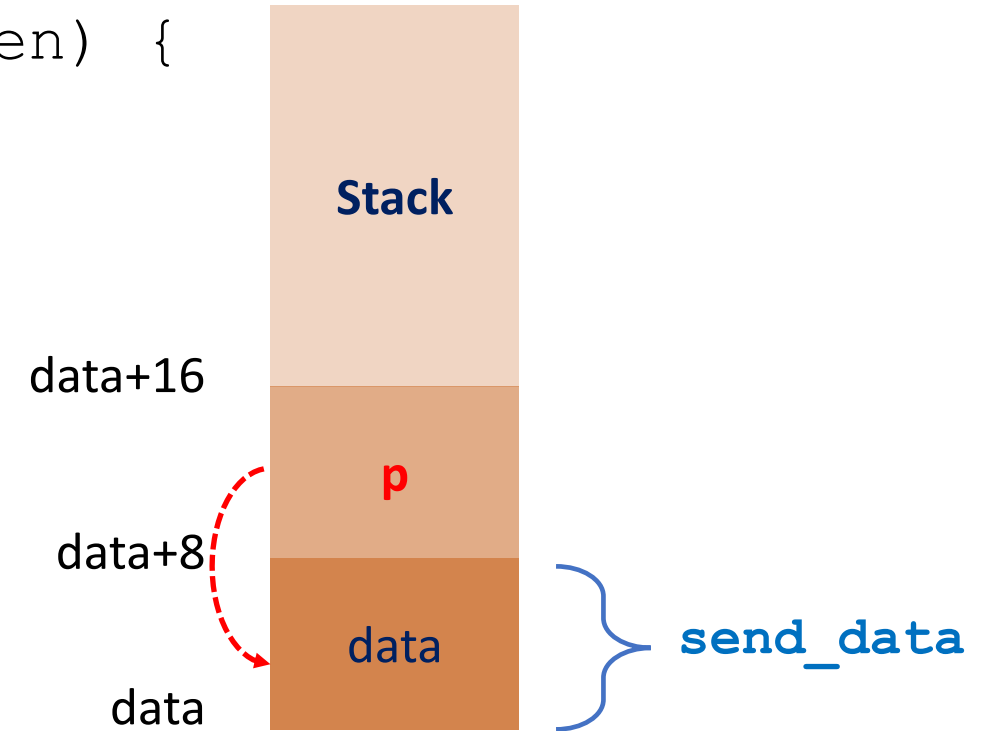 en) {
Stack
data+16
p
data+8
data
send_data
data